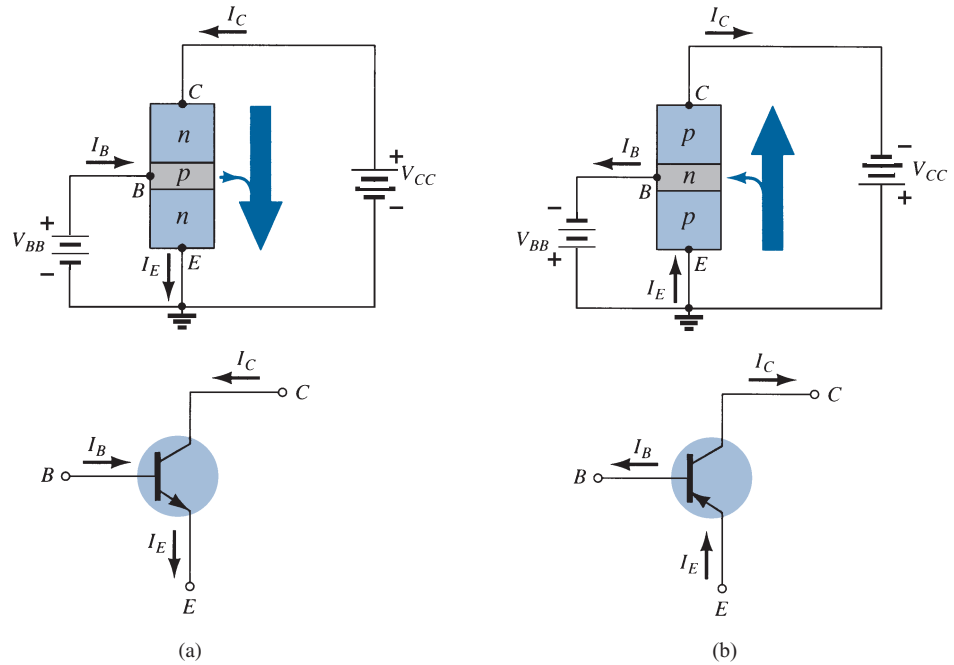 I_C
C
n
I_B
p
B
n
+
V_CC
−
+
V_BB
−
I_E
E
I_C
C
p
I_B
n
B
p
−
V_CC
+
−
V_BB
+
I_E
E
I_C
C
I_B
B
I_E
E
(a)
I_C
C
I_B
B
I_E
E
(b)